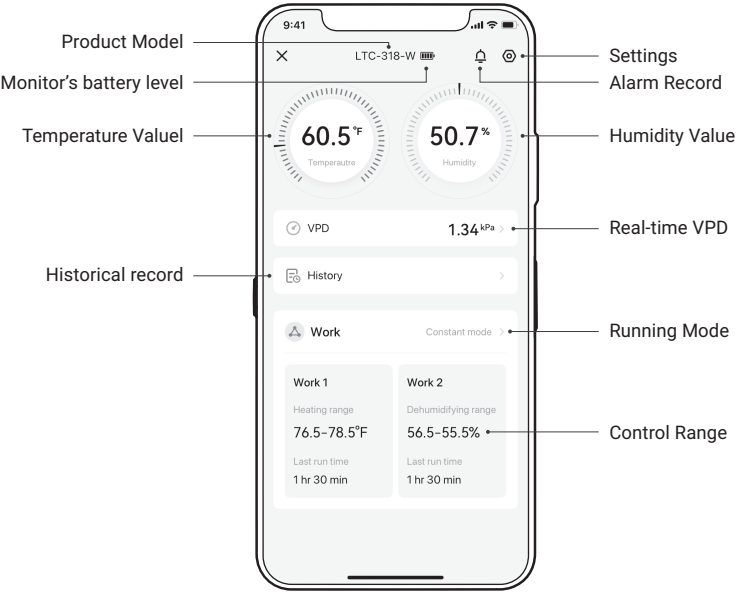 9:41
Product Model
LTC-318-W
Settings
Monitor's battery level
Alarm Record
Temperature Valuel
60.5°F
Temperautre
50.7%
Humidity
Humidity Value
VPD
1.34 kPa
Real-time VPD
Historical record
History
Work
Constant mode
Running Mode
Work 1
Heating range
76.5-78.5°F
Last run time
1 hr 30 min
Work 2
Dehumidifying range
56.5-55.5%
Last run time
1 hr 30 min
Control Range